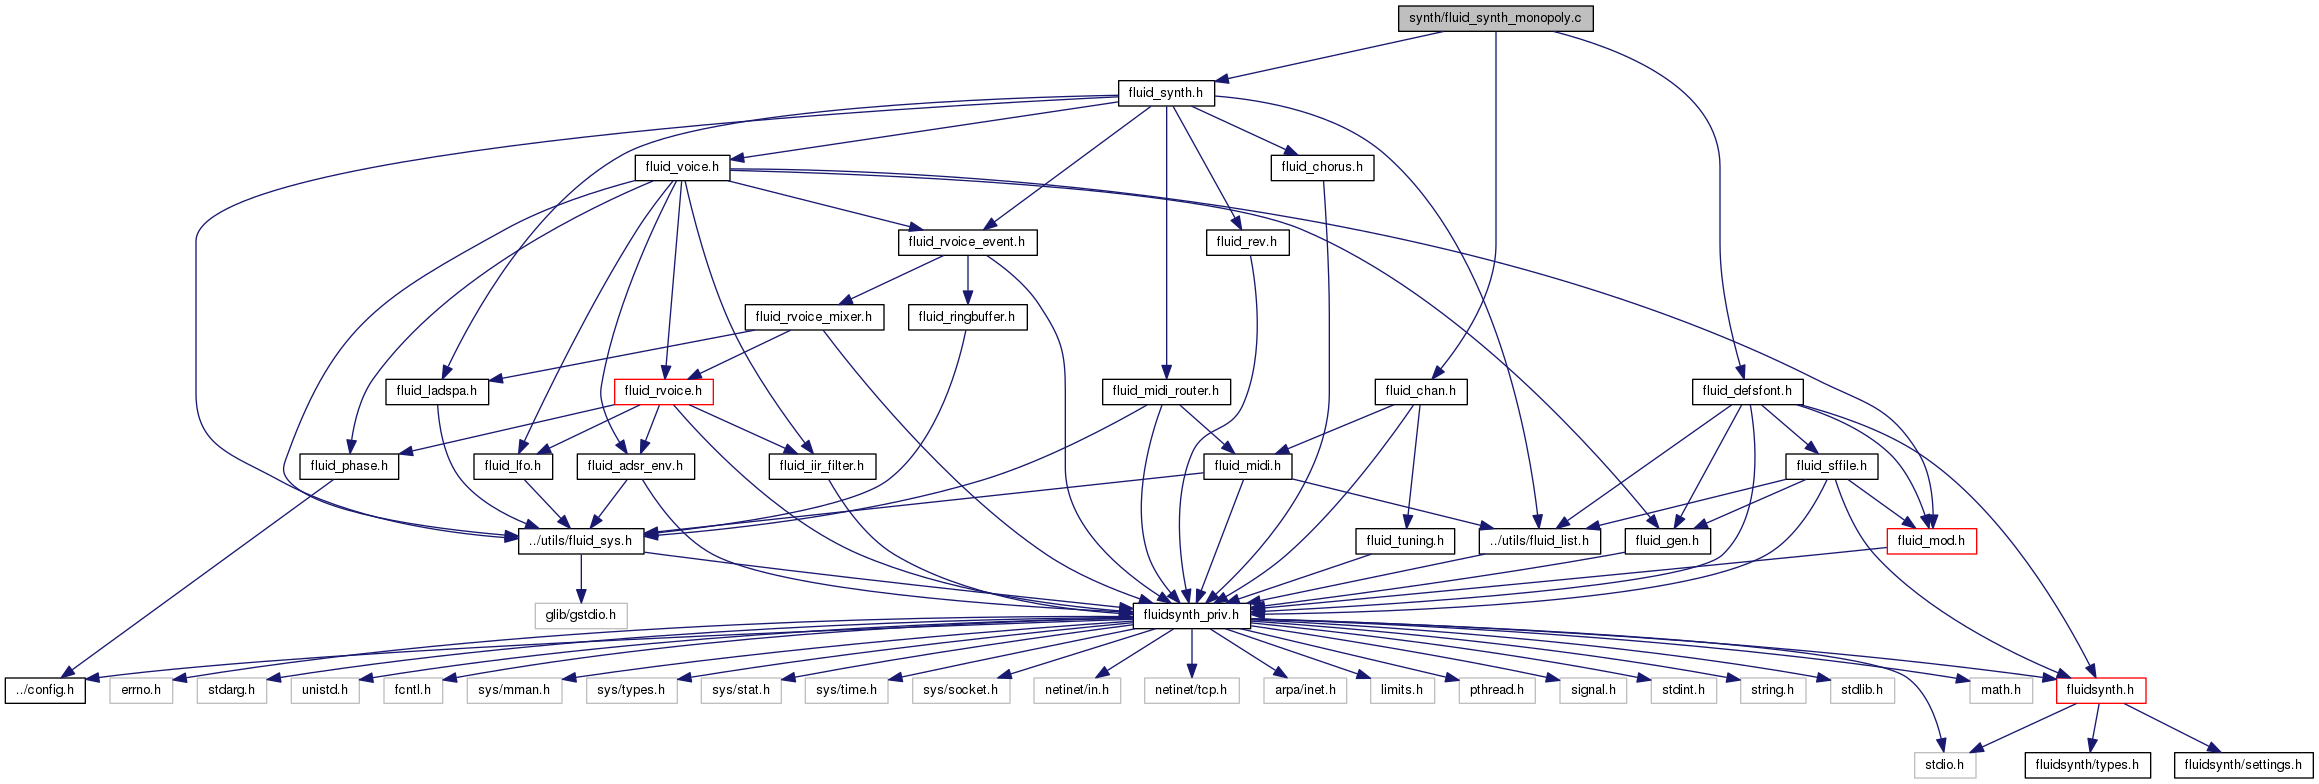 synth/fluid_synth_monopoly.c
fluid_synth.h
fluid_voice.h
fluid_chorus.h
fluid_rvoice_event.h
fluid_rev.h
fluid_rvoice_mixer.h
fluid_ringbuffer.h
fluid_ladspa.h
fluid_rvoice.h
fluid_midi_router.h
fluid_chan.h
fluid_defsfont.h
fluid_phase.h
fluid_lfo.h
fluid_adsr_env.h
fluid_iir_filter.h
fluid_midi.h
fluid_sffile.h
../utils/fluid_sys.h
fluid_tuning.h
../utils/fluid_list.h
fluid_gen.h
fluid_mod.h
glib/gstdio.h
fluidsynth_priv.h
../config.h
errno.h
stdarg.h
unistd.h
fcntl.h
sys/mman.h
sys/types.h
sys/stat.h
sys/time.h
sys/socket.h
netinet/in.h
netinet/tcp.h
arpa/inet.h
limits.h
pthread.h
signal.h
stdint.h
string.h
stdlib.h
math.h
fluidsynth.h
stdio.h
fluidsynth/types.h
fluidsynth/settings.h